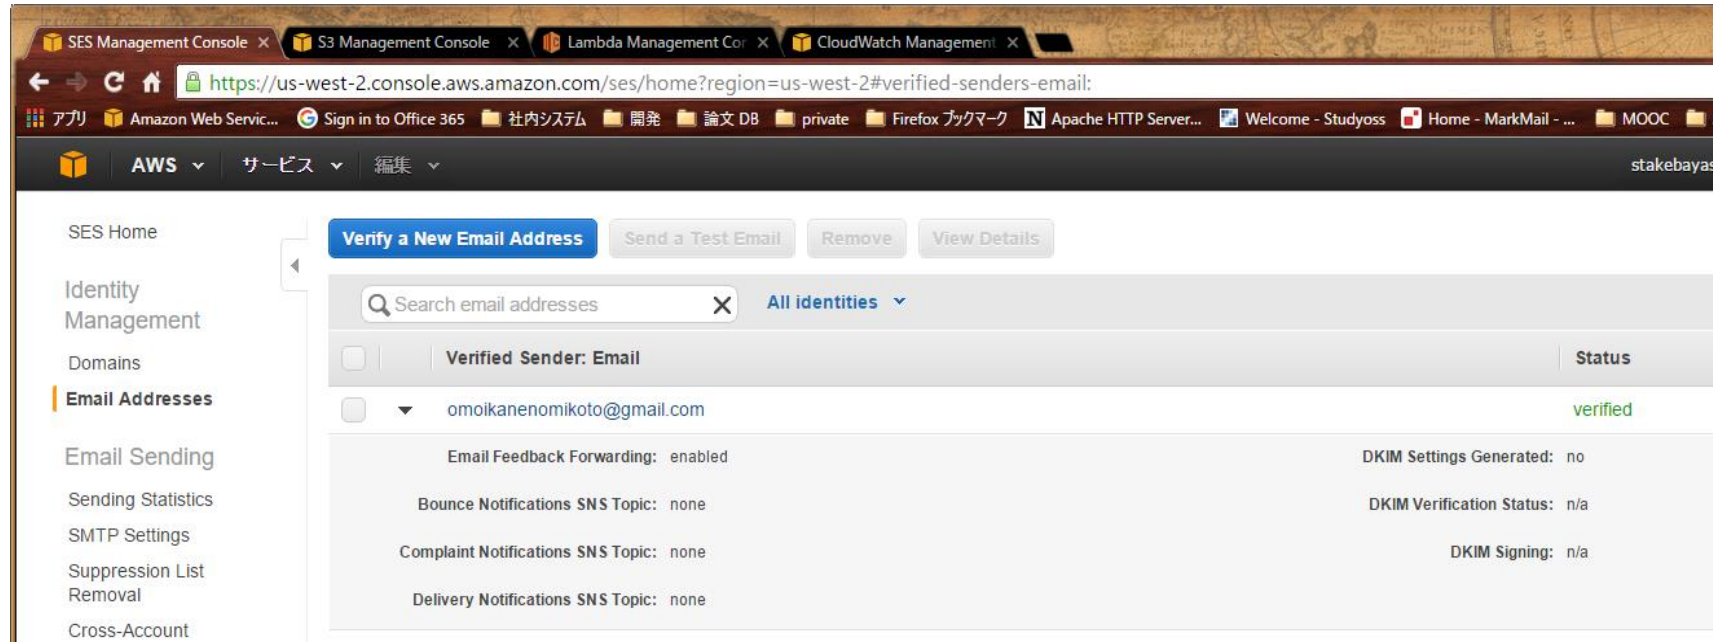 SES Management Console
S3 Management Console
Lambda Management Con
CloudWatch Management
https://us-west-2.console.aws.amazon.com/ses/home?region=us-west-2#verified-senders-email:
アプリ Amazon Web Servic... Sign in to Office 365 社内システム 開発 論文 DB private Firefox ブックマーク Apache HTTP Server... Welcome - Studyoss Home - MarkMail - ... MOOC
AWS サービス 編集 stakebayas
SES Home
Identity
Management
Domains
Email Addresses
Email Sending
Sending Statistics
SMTP Settings
Suppression List
Removal
Cross-Account
Verify a New Email Address Send a Test Email Remove View Details
Search email addresses All identities
Verified Sender: Email Status
omoikanenomikoto@gmail.com verified
Email Feedback Forwarding: enabled DKIM Settings Generated: no
Bounce Notifications SNS Topic: none DKIM Verification Status: n/a
Complaint Notifications SNS Topic: none DKIM Signing: n/a
Delivery Notifications SNS Topic: none